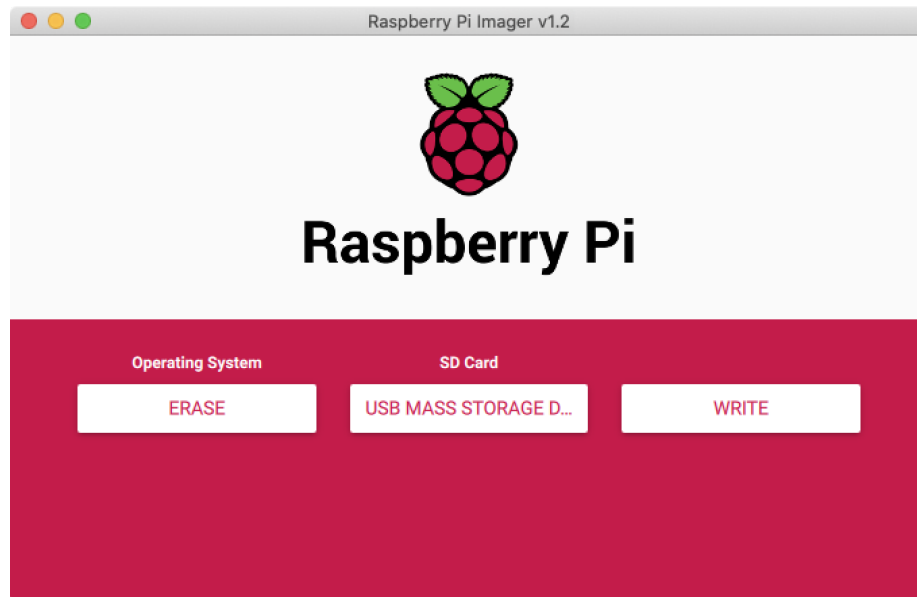 Raspberry Pi Imager v1.2
Raspberry Pi
Operating System
SD Card
ERASE
USB MASS STORAGE D...
WRITE